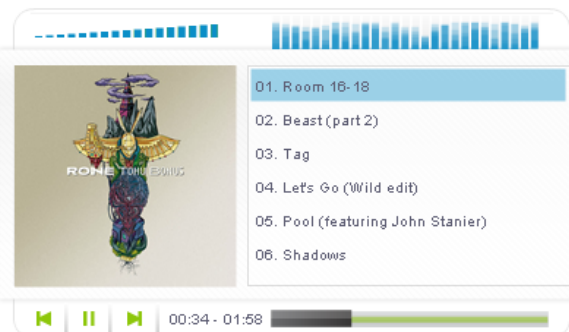 RONE TOHU BONUS
01. Room 16-18
02. Beast (part 2)
03. Tag
04. Let's Go (Wild edit)
05. Pool (featuring John Stanier)
06. Shadows
00:34 - 01:58